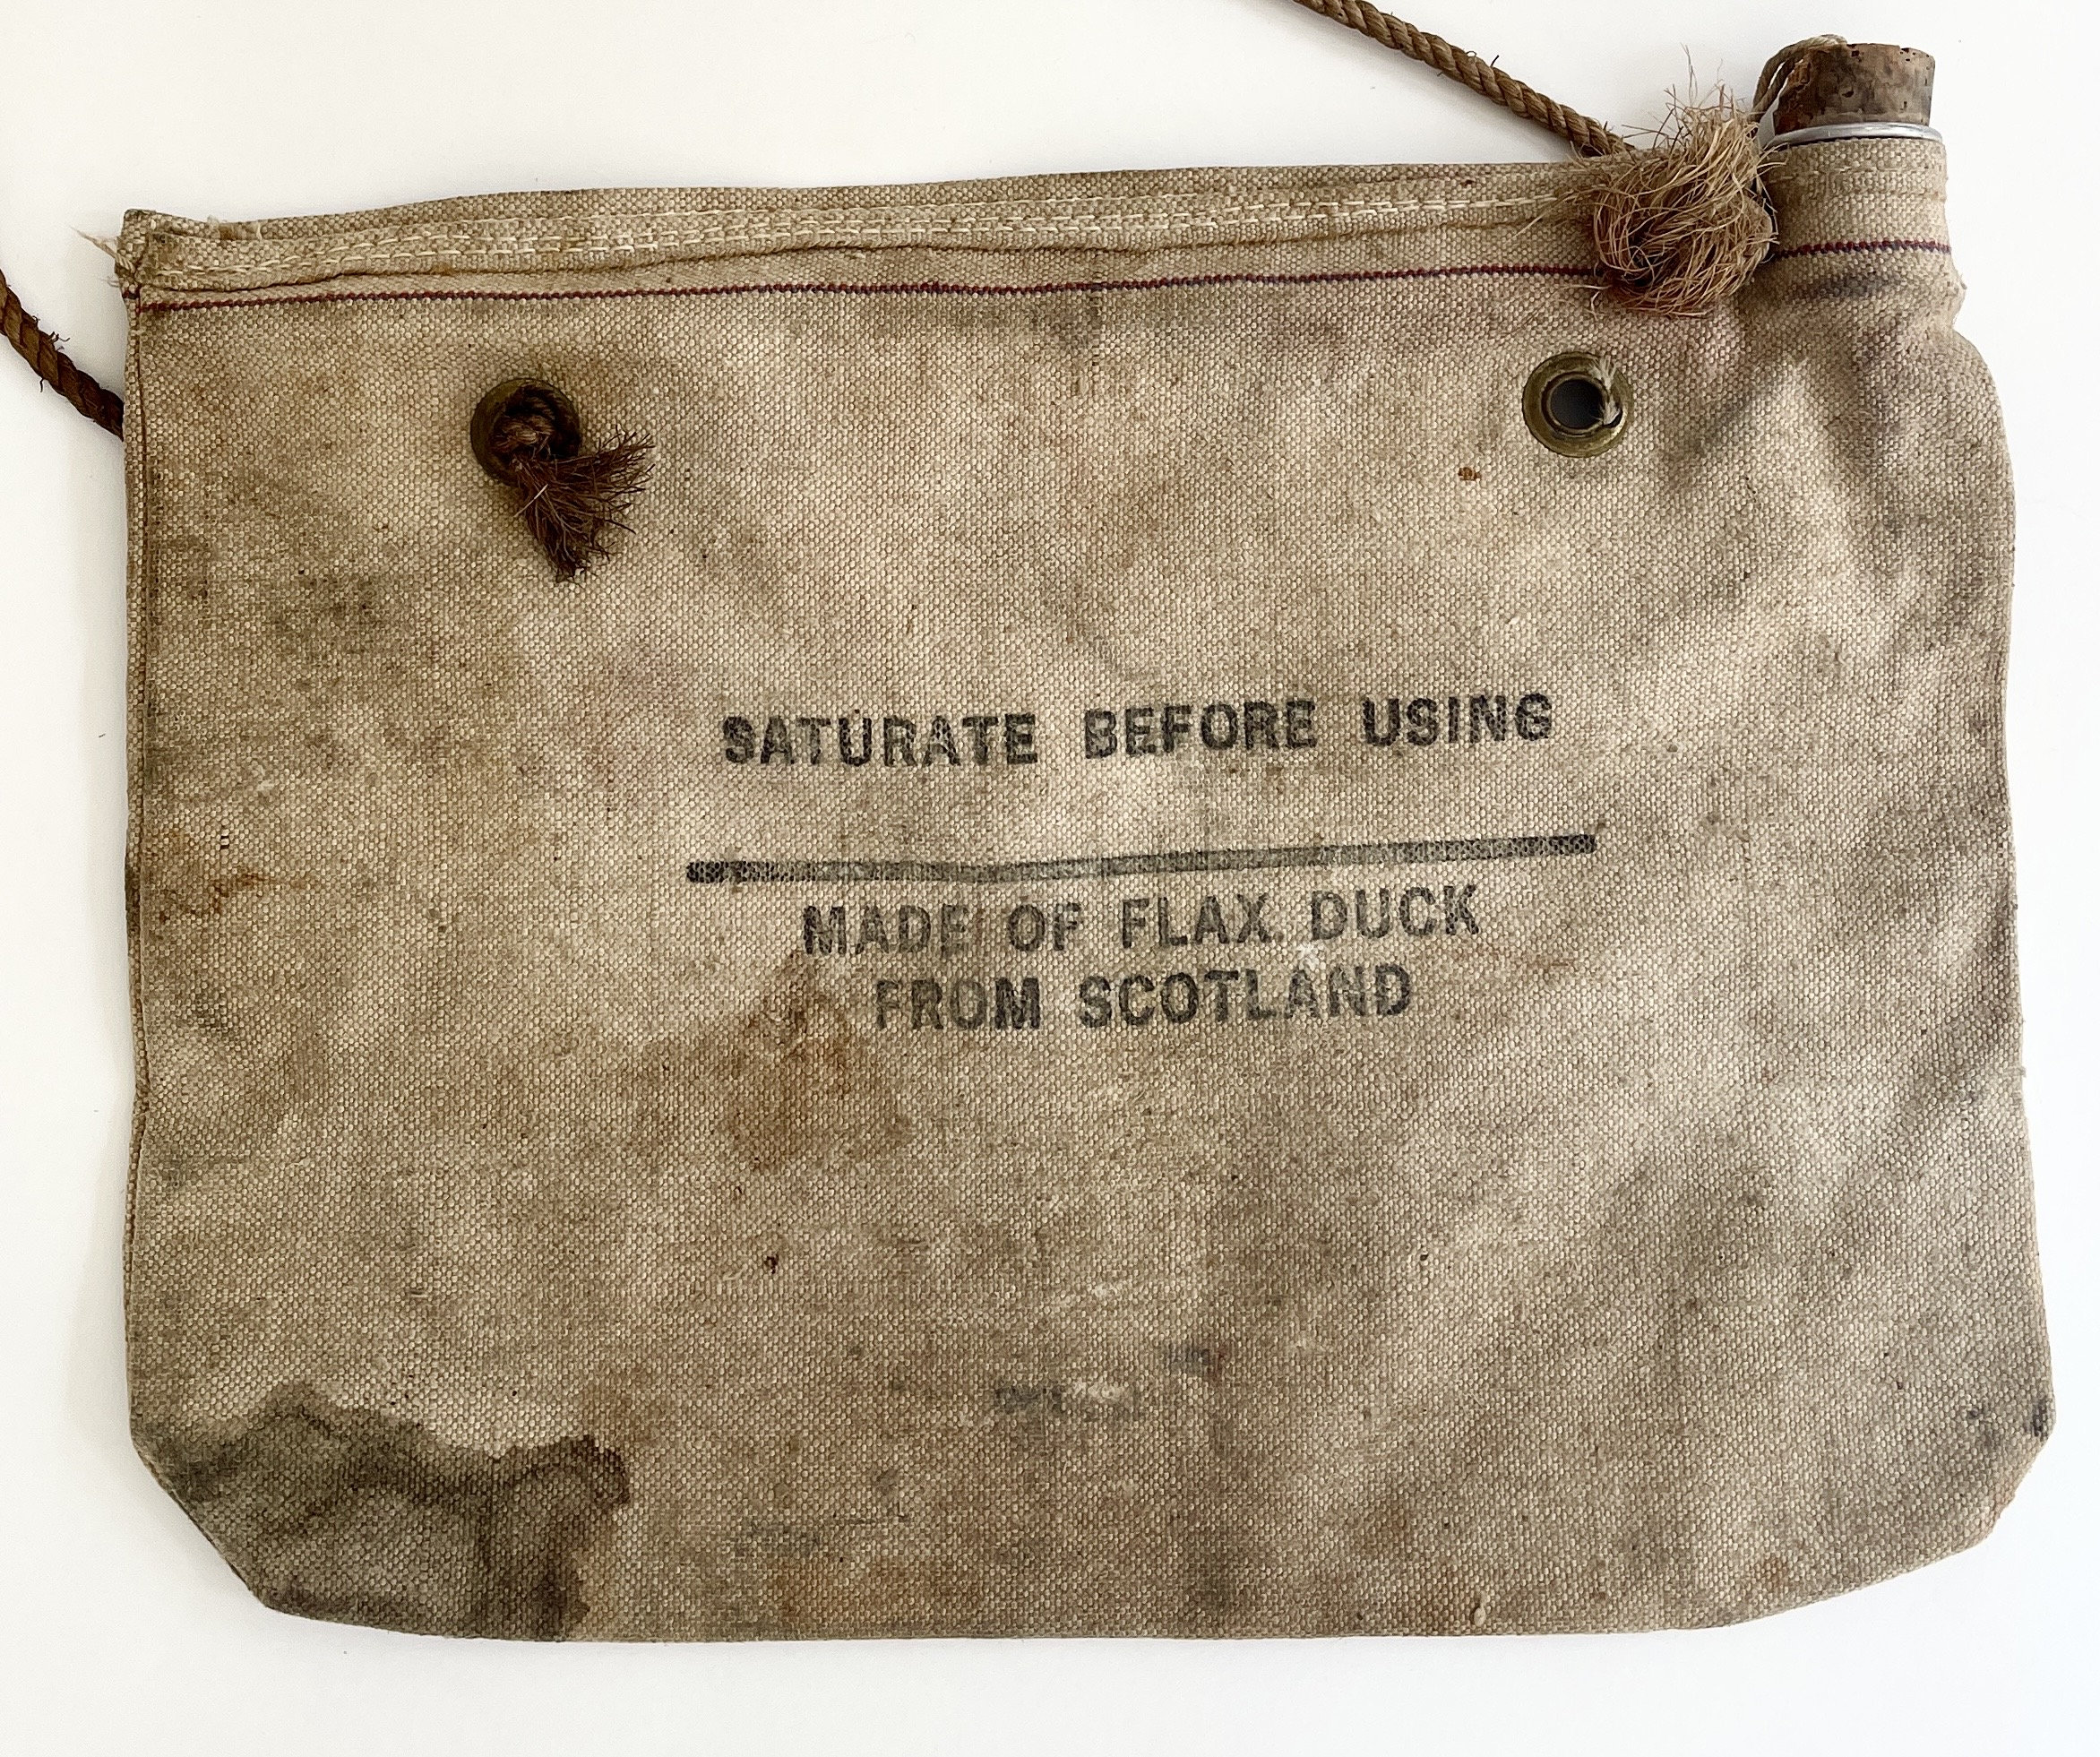 SATURATE BEFORE USING
MADE OF FLAX DUCK
FROM SCOTLAND